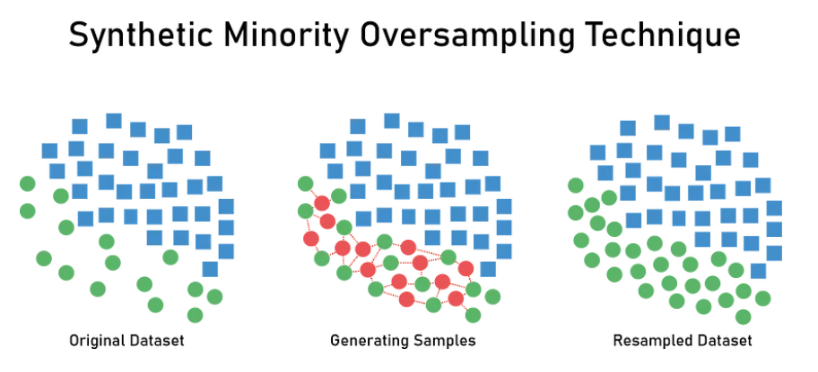 Synthetic Minority Oversampling Technique
Original Dataset
Generating Samples
Resampled Dataset